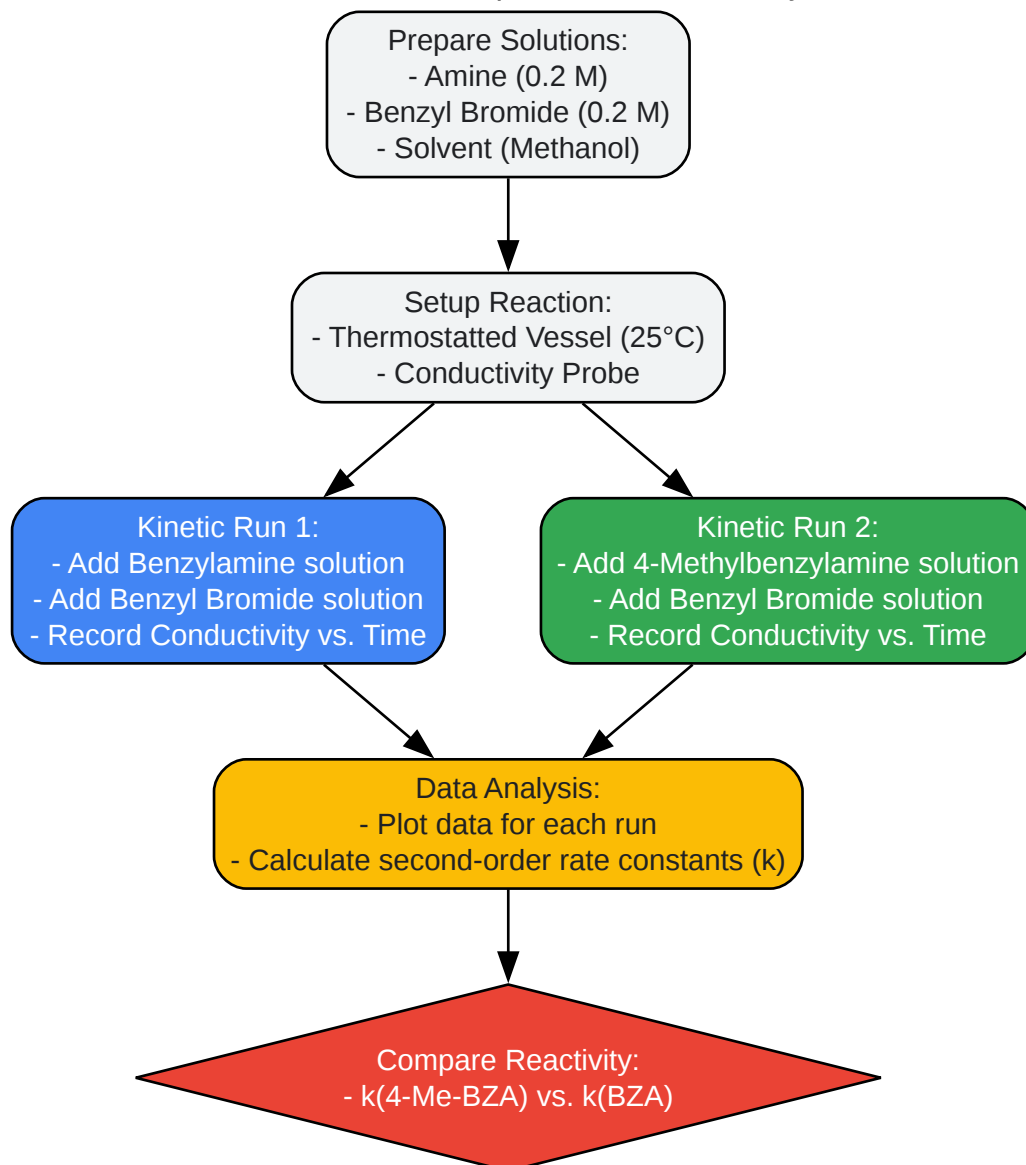 Prepare Solutions:
- Amine (0.2 M)
- Benzyl Bromide (0.2 M)
- Solvent (Methanol)
Setup Reaction:
- Thermostatted Vessel (25°C)
- Conductivity Probe
Kinetic Run 1:
- Add Benzylamine solution
- Add Benzyl Bromide solution
- Record Conductivity vs. Time
Kinetic Run 2:
- Add 4-Methylbenzylamine solution
- Add Benzyl Bromide solution
- Record Conductivity vs. Time
Data Analysis:
- Plot data for each run
- Calculate second-order rate constants (k)
Compare Reactivity:
- k(4-Me-BZA) vs. k(BZA)